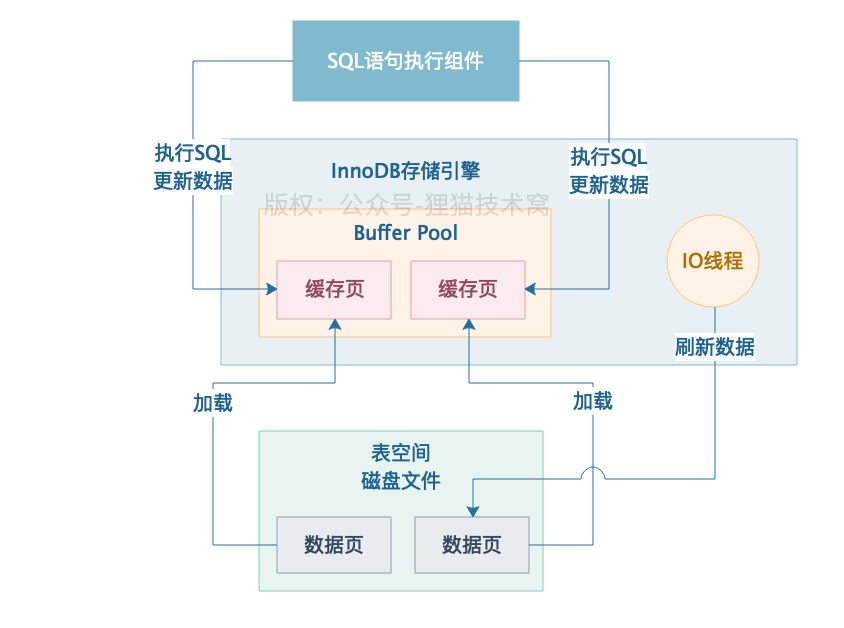 SQL语句执行组件
执行SQL
更新数据
执行SQL
更新数据
InnoDB存储引擎
版权：公众号-狸猫技术窝
Buffer Pool
缓存页
缓存页
IO线程
刷新数据
加载
加载
表空间
磁盘文件
数据页
数据页